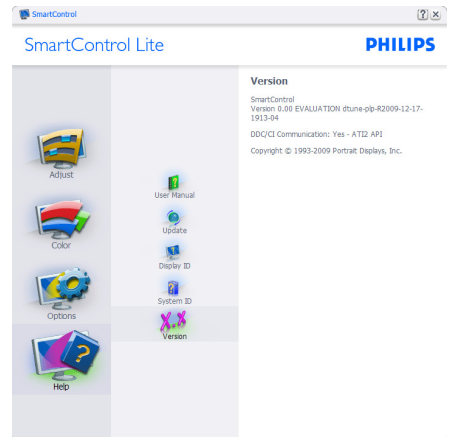 SmartControl
SmartControl Lite
PHILIPS
Adjust
Color
Options
Help
User Manual
Update
Display ID
System ID
X.X
Version
Version
SmartControl
Version 0.00 EVALUATION dtune-plp-R2009-12-17-
1913-04
DDC/CI Communication: Yes - ATI2 API
Copyright © 1993-2009 Portrait Displays, Inc.